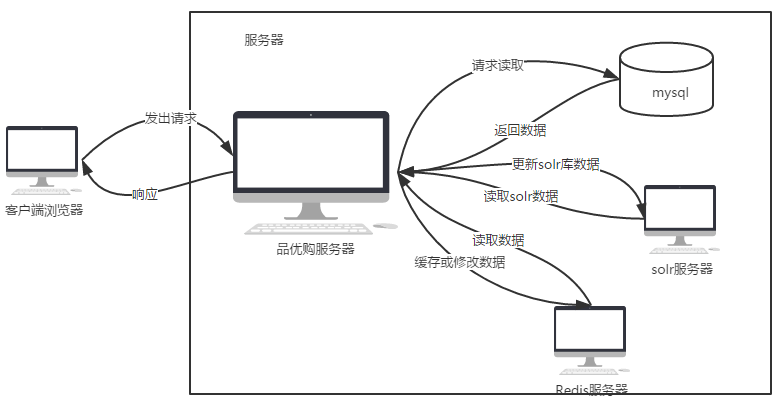 服务器
请求读取
mysql
发出请求
返回数据
更新solr库数据
响应
读取solr数据
客户端浏览器
品优购服务器
读取数据
缓存或修改数据
solr服务器
Redis服务器